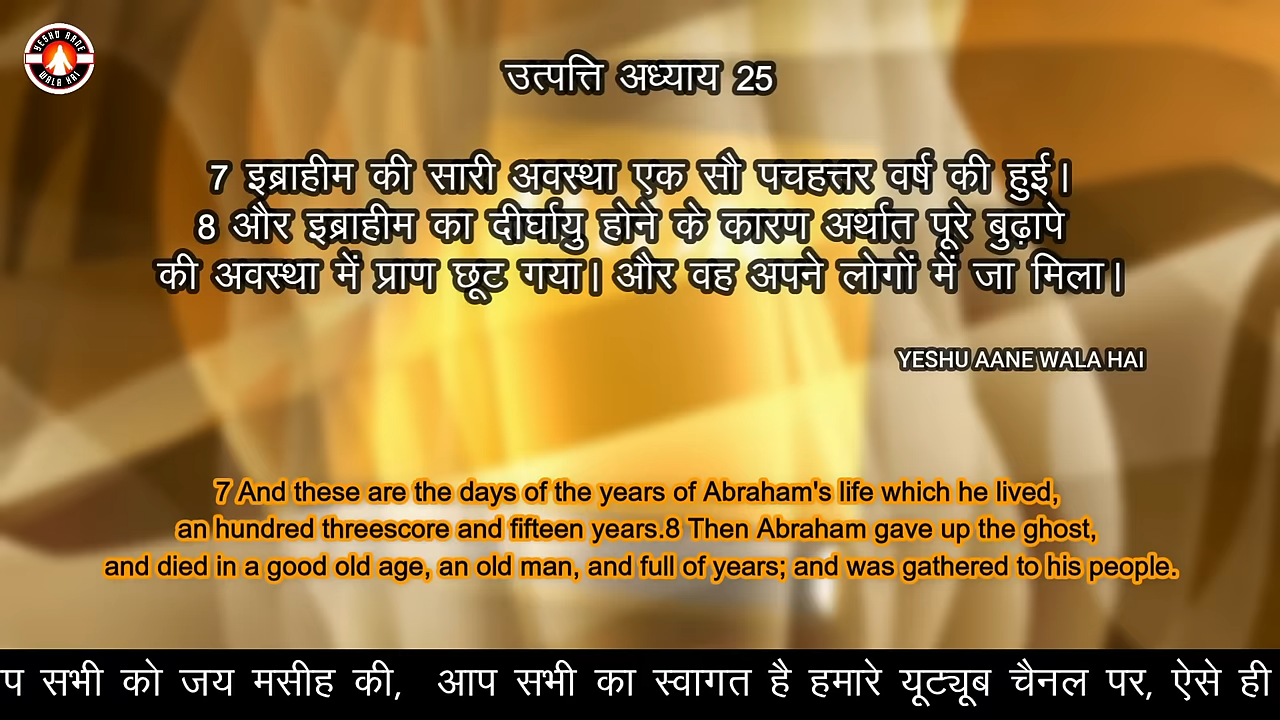 YESHU AANE
WALA HAI
उत्पत्ति अध्याय 25
7 इब्राहीम की सारी अवस्था एक सौ पचहत्तर वर्ष की हुई।
8 और इब्राहीम का दीर्घायु होने के कारण अर्थात पूरे बुढ़ापे
की अवस्था में प्राण छूट गया। और वह अपने लोगों में जा मिला।
YESHU AANE WALA HAI
7 And these are the days of the years of Abraham's life which he lived,
an hundred threescore and fifteen years.8 Then Abraham gave up the ghost,
and died in a good old age, an old man, and full of years; and was gathered to his people.
प सभी को जय मसीह की, आप सभी का स्वागत है हमारे यूट्यूब चैनल पर, ऐसे ही